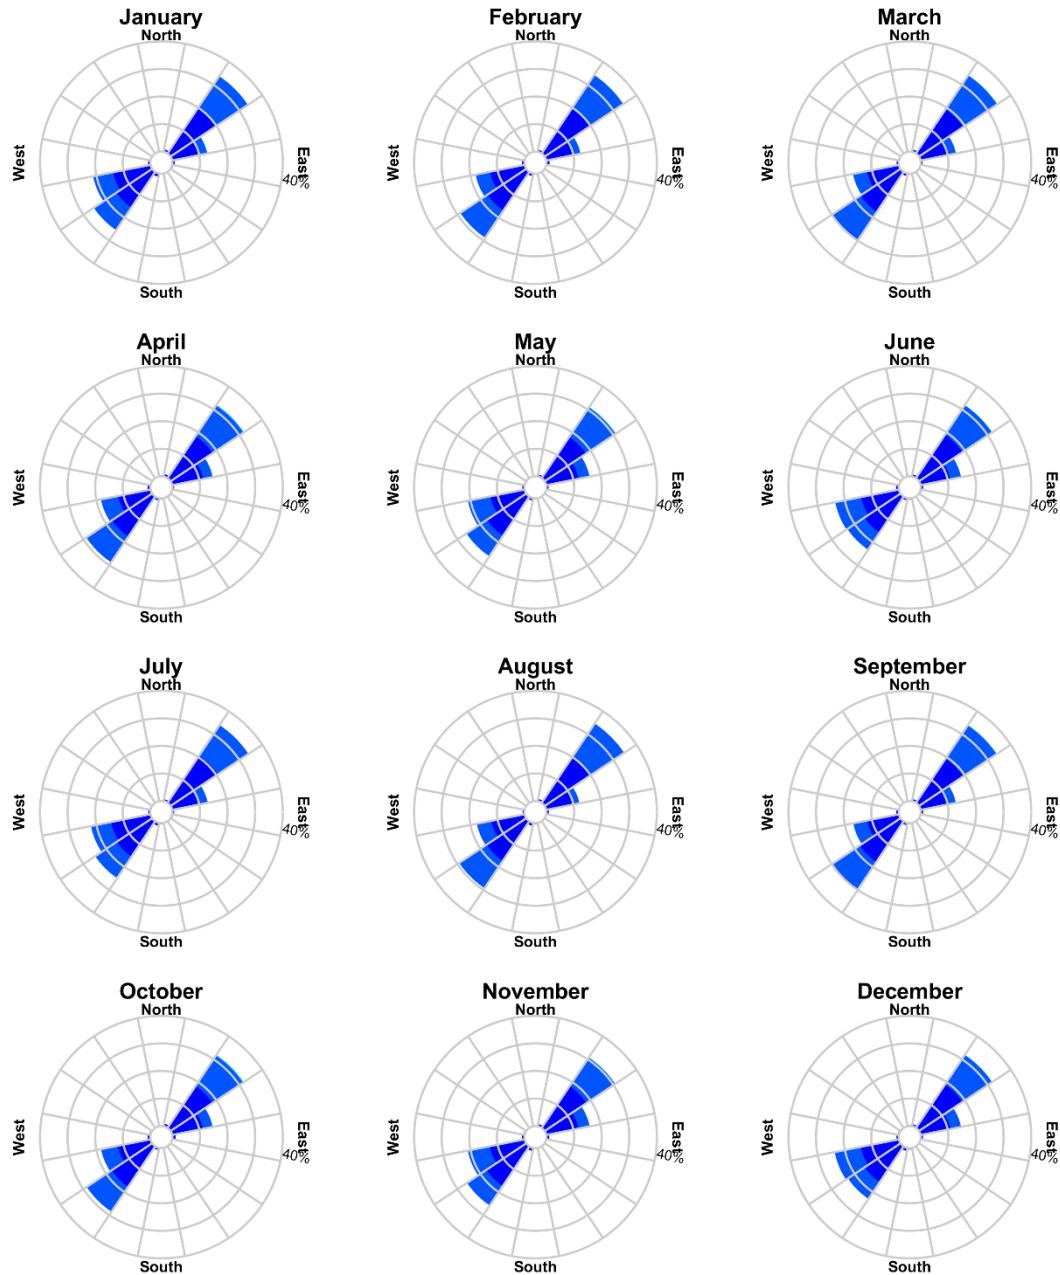 January
North
West
East
40%
South
February
North
West
East
40%
South
March
North
West
East
40%
South
April
North
West
East
40%
South
May
North
West
East
40%
South
June
North
West
East
40%
South
July
North
West
East
40%
South
August
North
West
East
40%
South
September
North
West
East
40%
South
October
North
West
East
40%
South
November
North
West
East
40%
South
December
North
West
East
40%
South